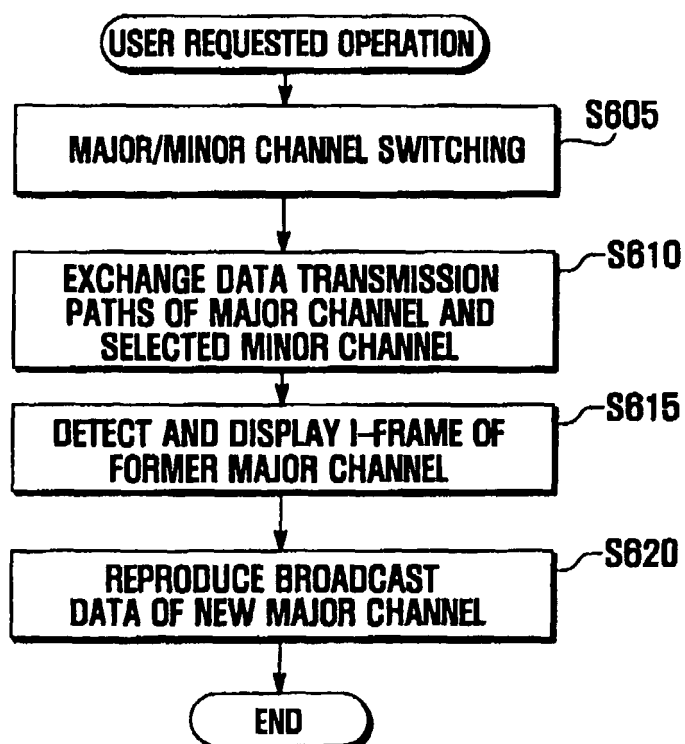 USER REQUESTED OPERATION
S605
MAJOR/MINOR CHANNEL SWITCHING
S610
EXCHANGE DATA TRANSMISSION
PATHS OF MAJOR CHANNEL AND
SELECTED MINOR CHANNEL
S615
DETECT AND DISPLAY I-FRAME OF
FORMER MAJOR CHANNEL
S620
REPRODUCE BROADCAST
DATA OF NEW MAJOR CHANNEL
END